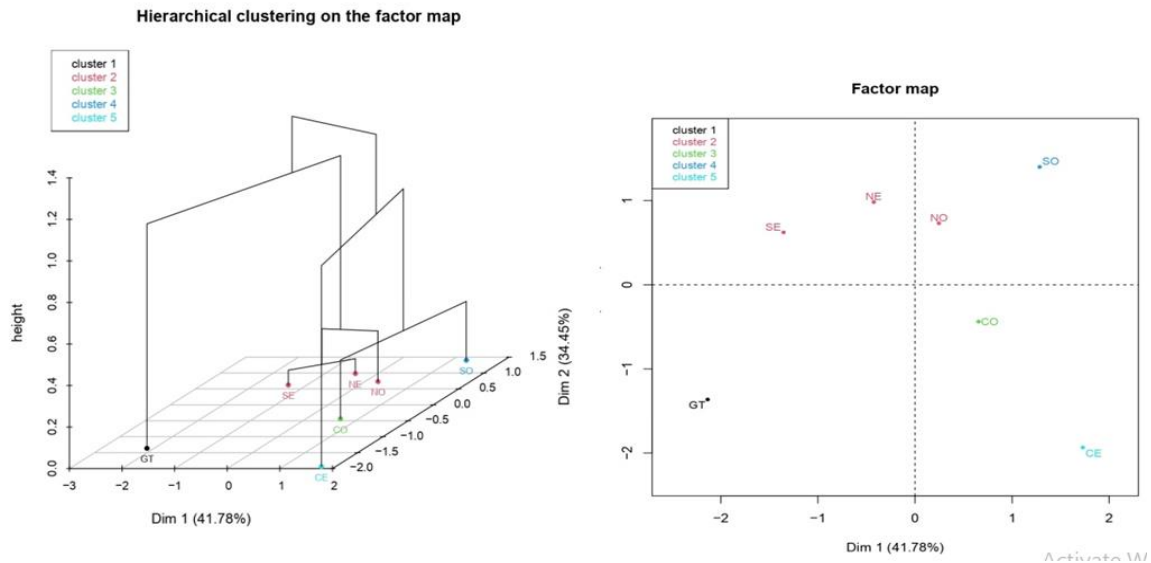 Hierarchical clustering on the factor map
cluster 1
cluster 2
cluster 3
cluster 4
cluster 5
height
0.0 0.2 0.4 0.6 0.8 1.0 1.2 1.4
GT
SE
NE
NO
CO
SO
CE
−3 −2 −1 0 1 2
Dim 1 (41.78%)
−2.0 −1.5 −1.0 −0.5 0.0 0.5 1.0 1.5
Factor map
cluster 1
cluster 2
cluster 3
cluster 4
cluster 5
SO
NE
NO
SE
CO
GT
CE
Dim 2 (34.45%)
−2 −1 0 1
−2 −1 0 1 2
Dim 1 (41.78%)
Activate W